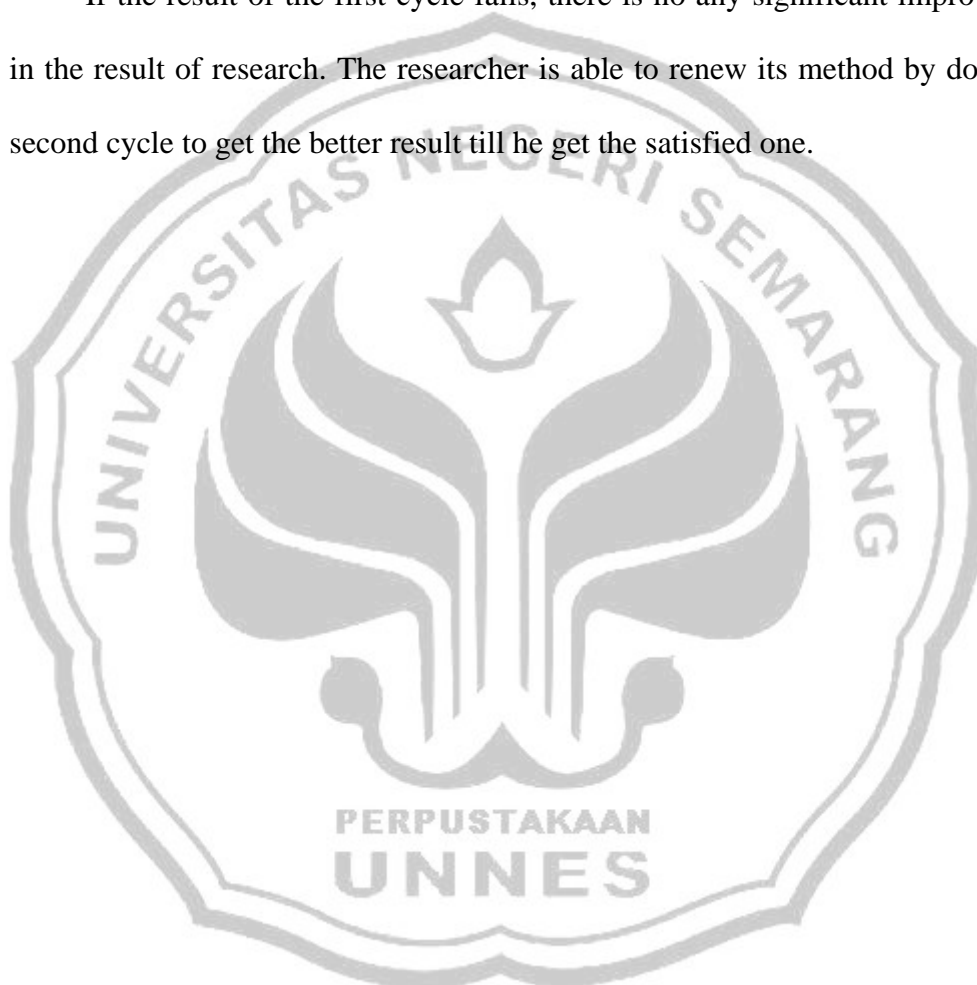 If the result of the first cycle fails, there is no any significant impro
in the result of research. The researcher is able to renew its method by do
second cycle to get the better result till he get the satisfied one.
UNIVERSITAS NEGERI SEMARANG
PERPUSTAKAAN
UNNES